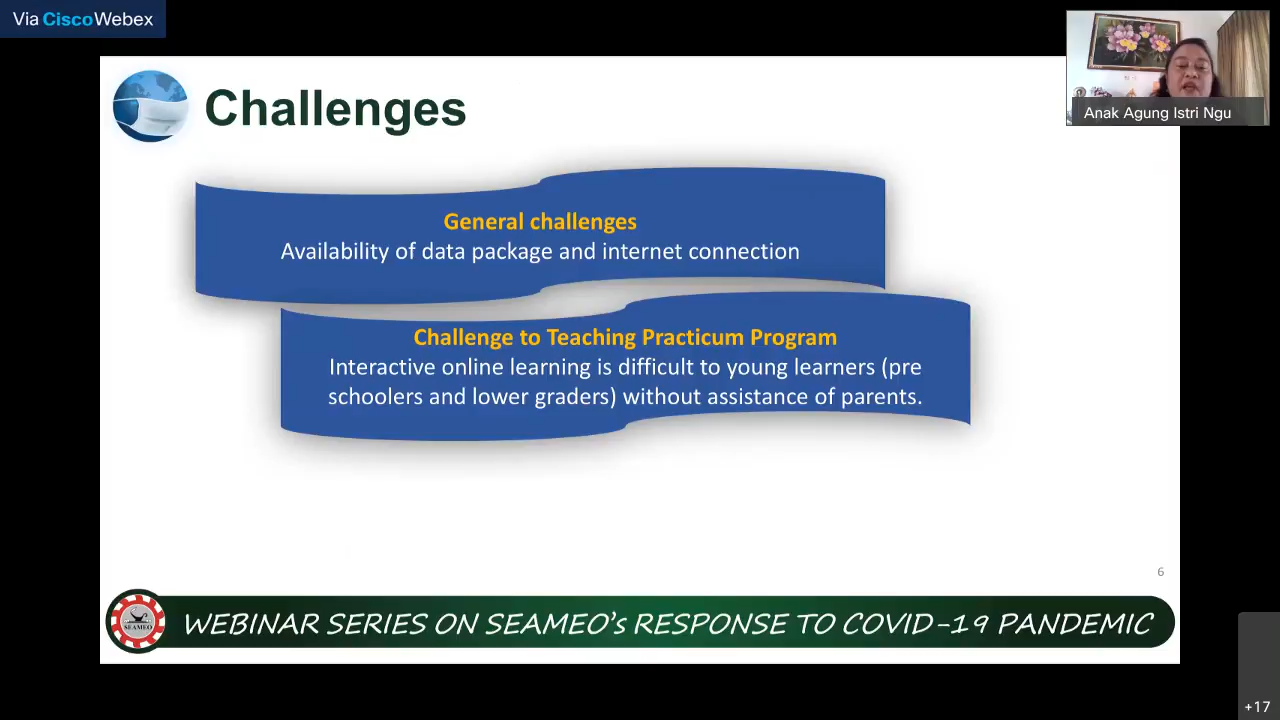 Via CiscoWebex
Challenges
Anak Agung Istri Ngu
General challenges
Availability of data package and internet connection
Challenge to Teaching Practicum Program
Interactive online learning is difficult to young learners (pre
schoolers and lower graders) without assistance of parents.
6
SEAMEO
WEBINAR SERIES ON SEAMEO's RESPONSE TO COVID-19 PANDEMIC
+17